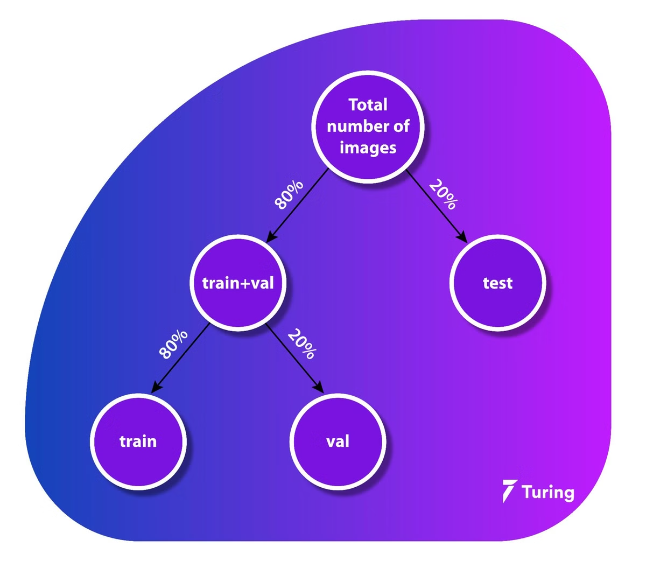 Total
number of
images
80%
20%
train+val
test
80%
20%
train
val
Turing